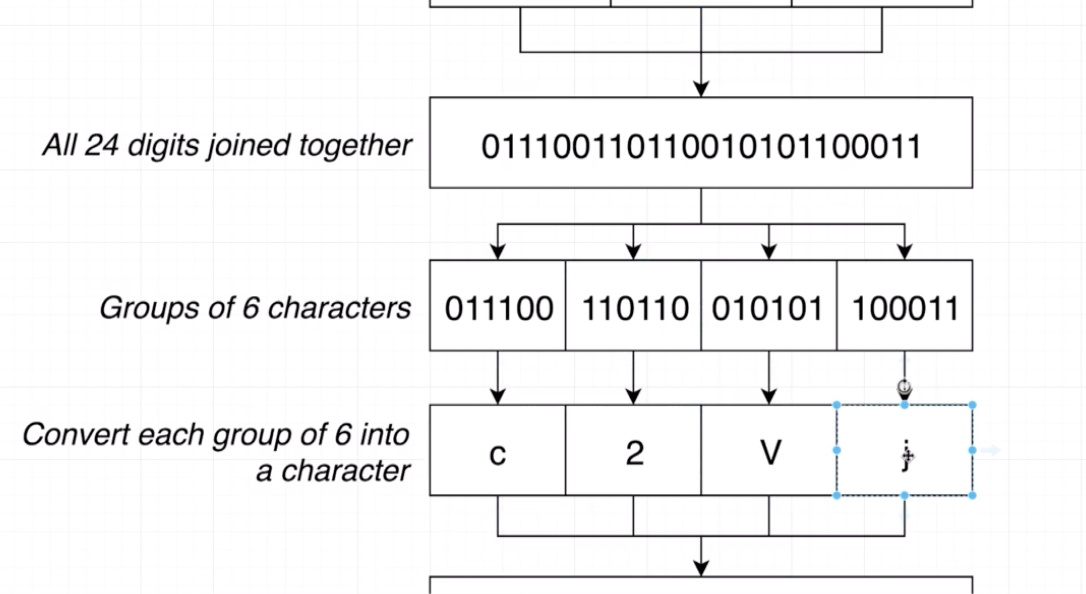 All 24 digits joined together
011100110110010101100011
Groups of 6 characters
011100 110110 010101 100011
Convert each group of 6 into
a character
c 2 V j